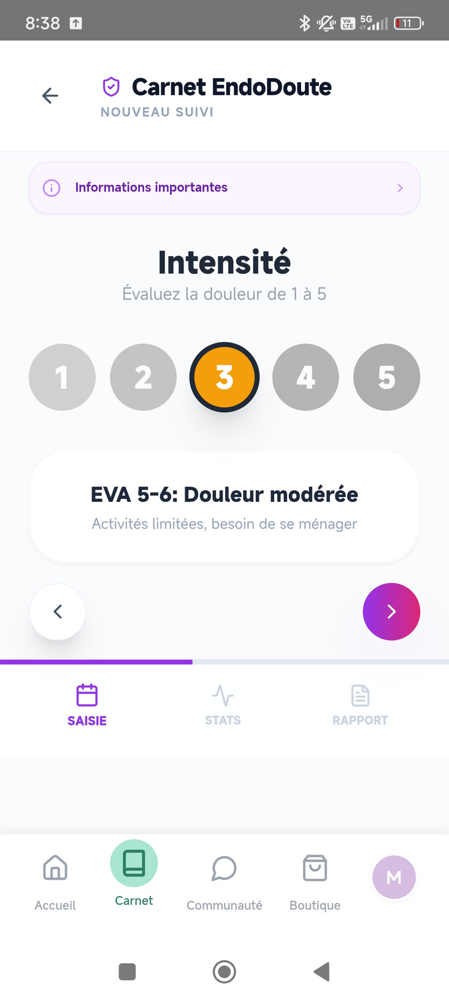 8:38
Vo
LTE
5G
11
Carnet EndoDoute
NOUVEAU SUIVI
Informations importantes
Intensité
Évaluez la douleur de 1 à 5
1 2 3 4 5
EVA 5-6: Douleur modérée
Activités limitées, besoin de se ménager
SAISIE STATS RAPPORT
Accueil Carnet Communauté Boutique M